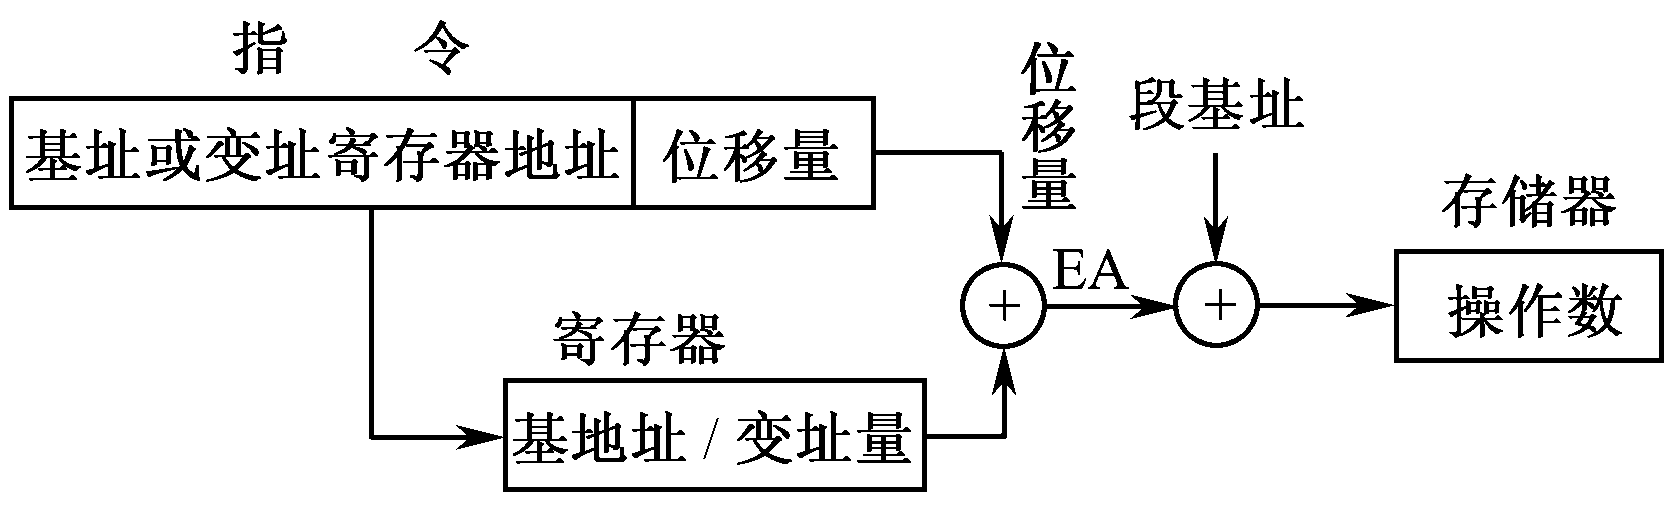 指 令
基址或变址寄存器地址
位移量
位移量
段基址
存储器
EA
+
+
操作数
寄存器
基地址 / 变址量